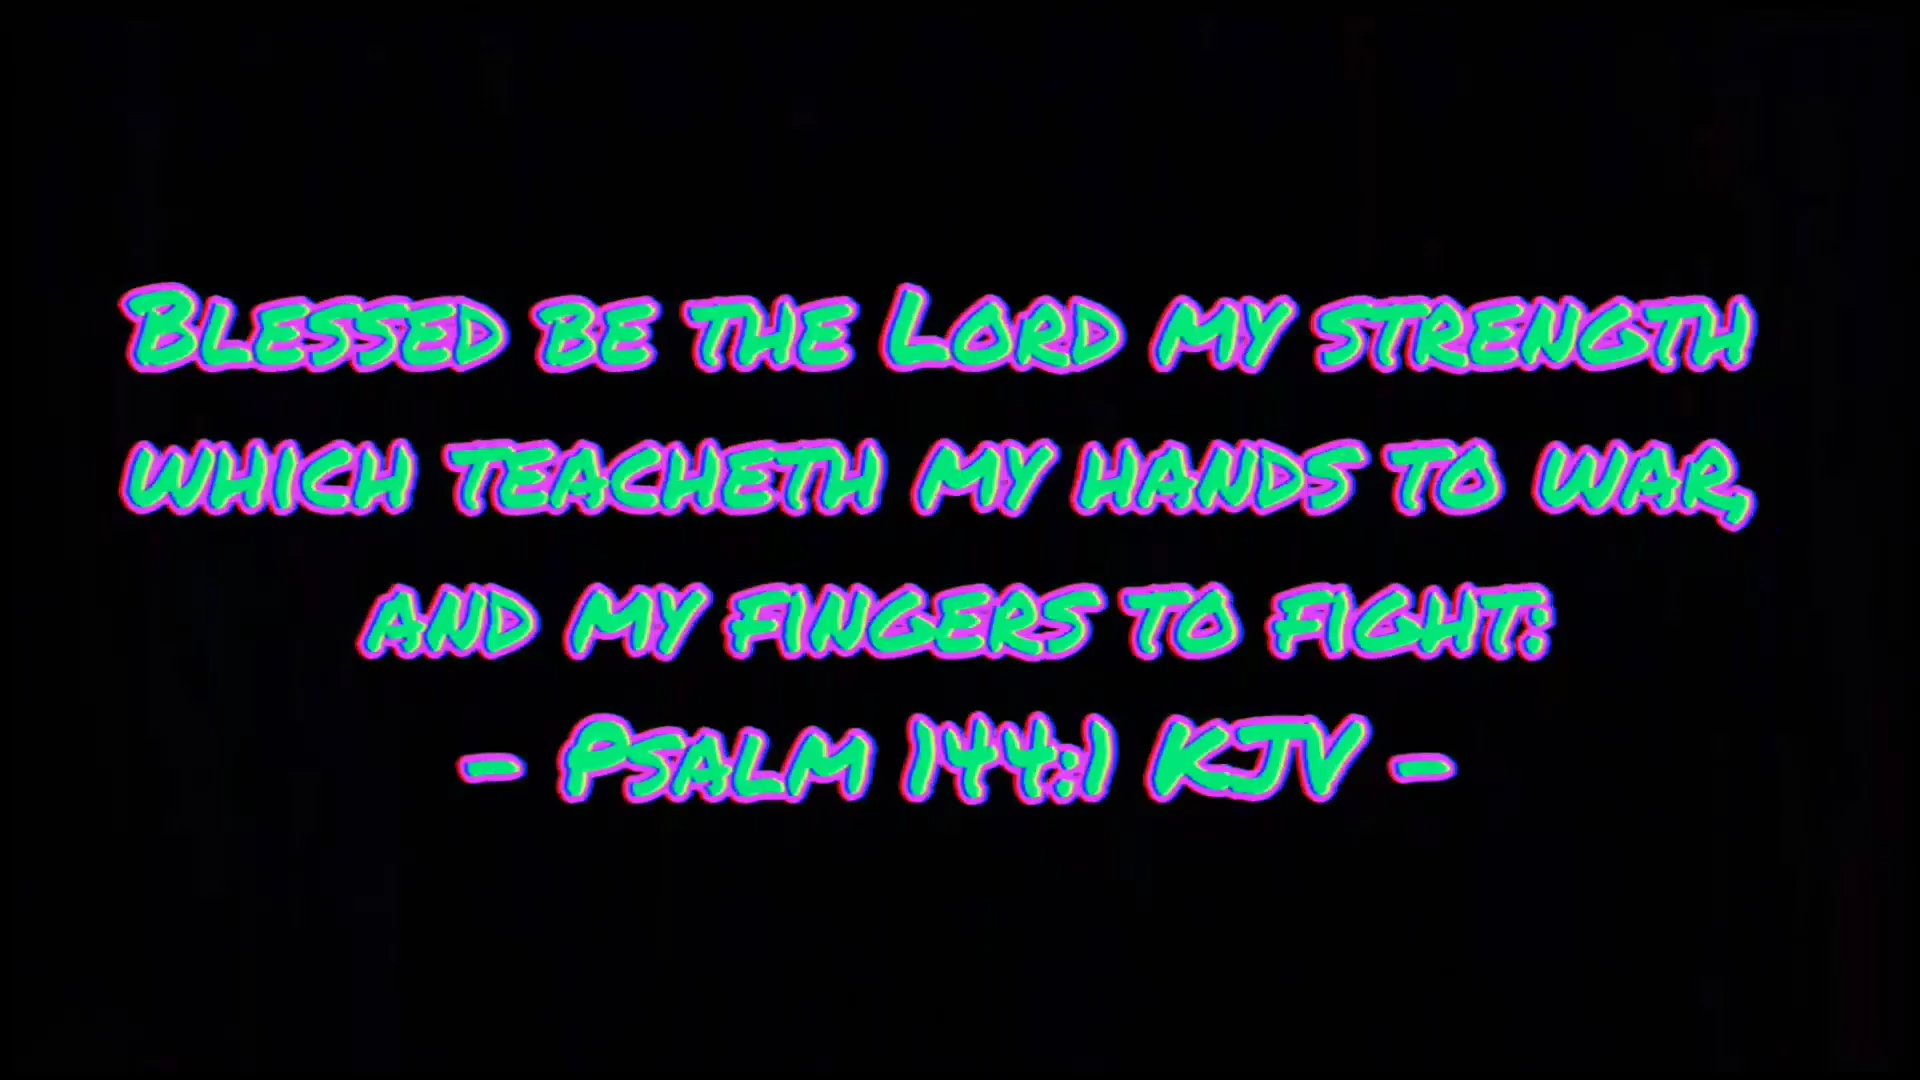 Blessed be the Lord my strength
which teacheth my hands to war,
and my fingers to fight:
- Psalm 144:1 KJV -